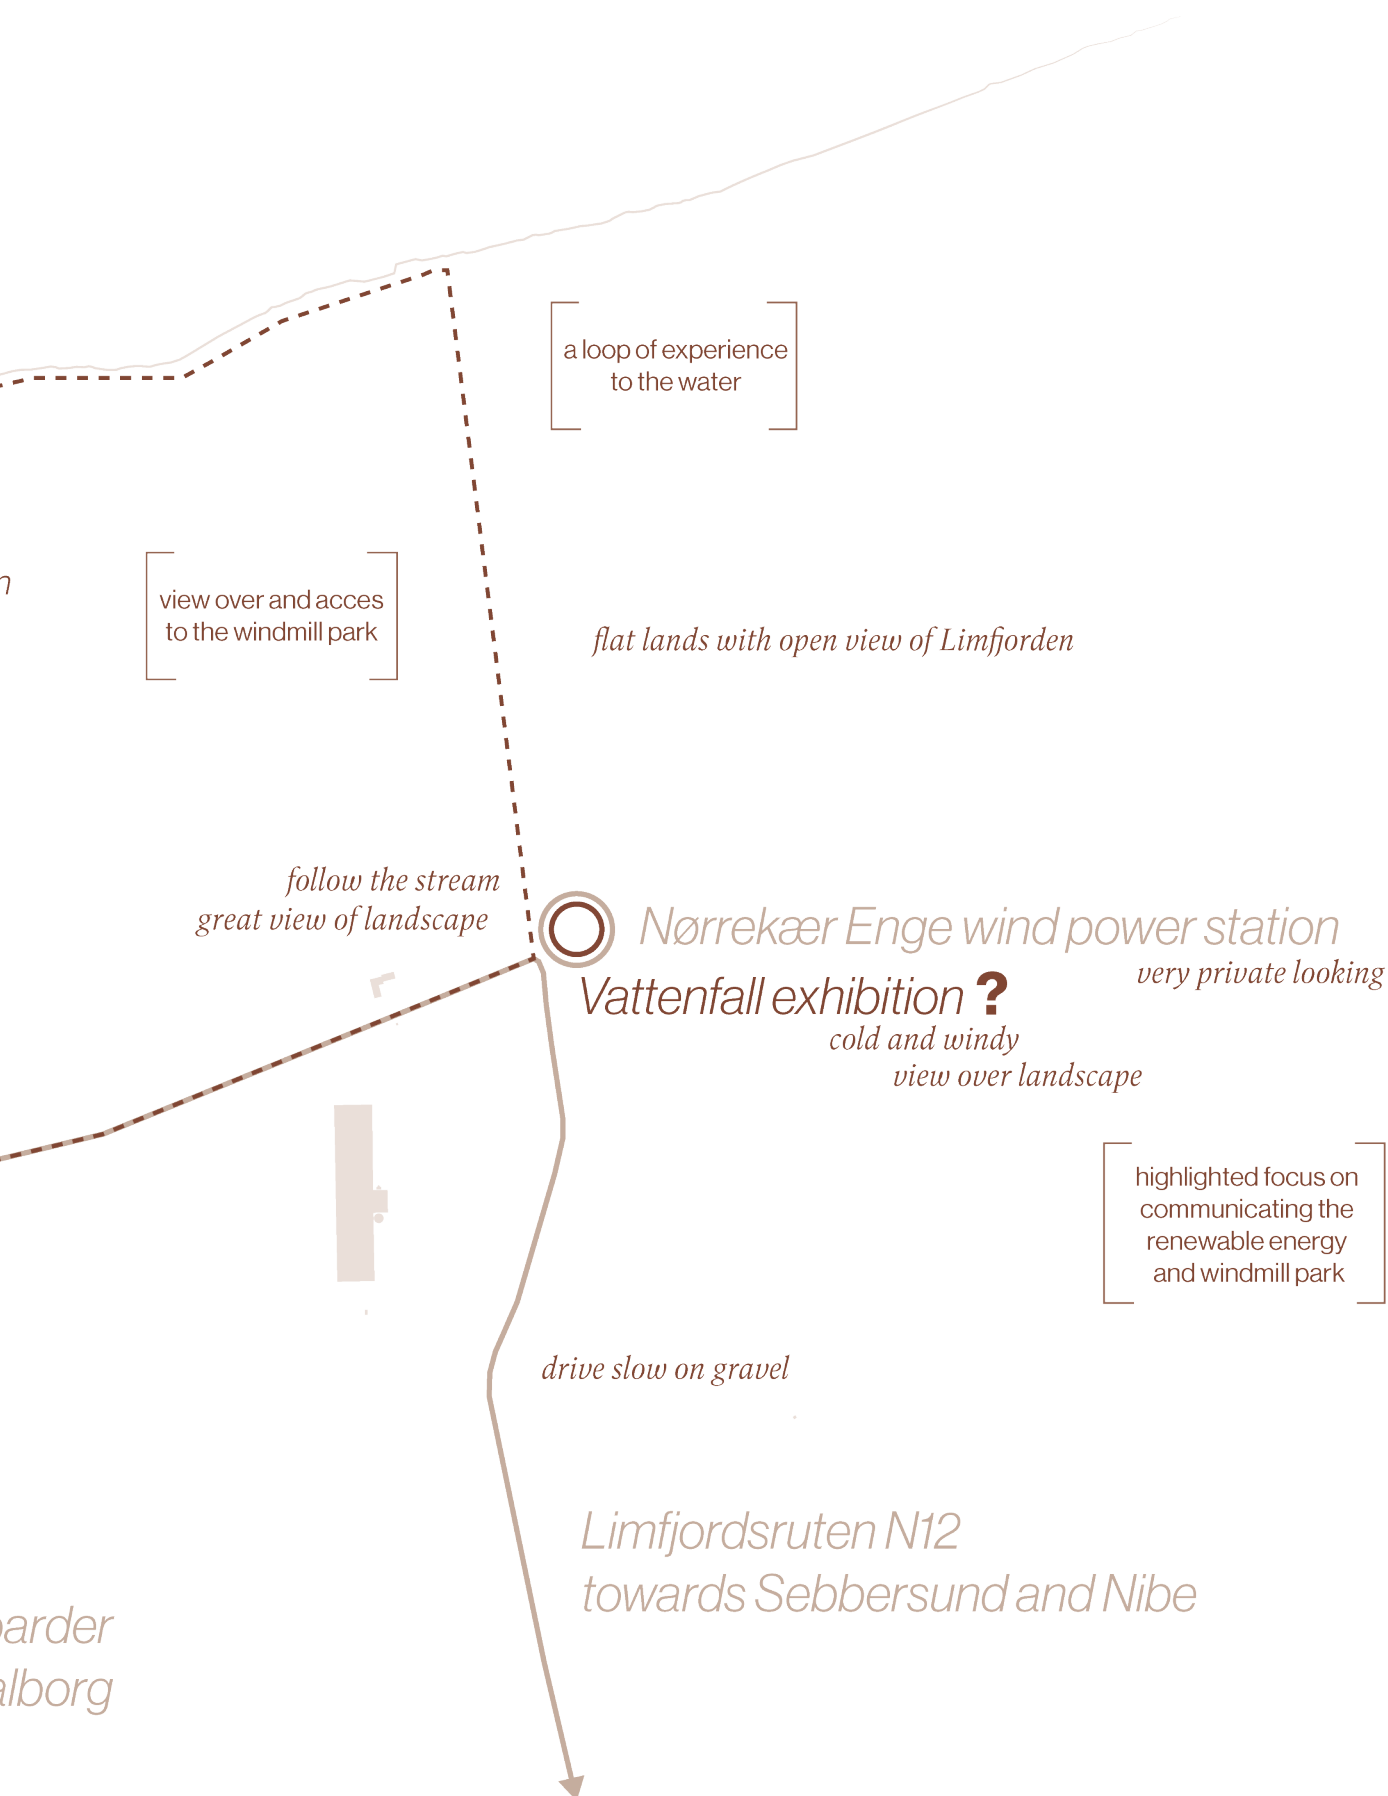 a loop of experience
to the water
view over and acces
to the windmill park
flat lands with open view of Limfjorden
follow the stream
great view of landscape
Nørrekær Enge wind power station
very private looking
Vattenfall exhibition ?
cold and windy
view over landscape
highlighted focus on
communicating the
renewable energy
and windmill park
drive slow on gravel
Limfjordsruten N12
towards Sebbersund and Nibe